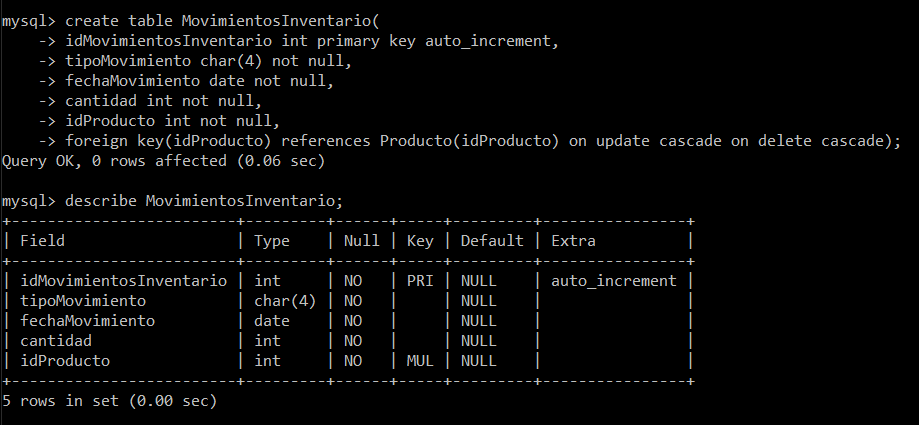 mysql> create table MovimientosInventario(
    -> idMovimientosInventario int primary key auto_increment,
    -> tipoMovimiento char(4) not null,
    -> fechaMovimiento date not null,
    -> cantidad int not null,
    -> idProducto int not null,
    -> foreign key(idProducto) references Producto(idProducto) on update cascade on delete cascade);
Query OK, 0 rows affected (0.06 sec)

mysql> describe MovimientosInventario;
+-------------------------+---------+------+-----+---------+----------------+
| Field                   | Type    | Null | Key | Default | Extra          |
+-------------------------+---------+------+-----+---------+----------------+
| idMovimientosInventario | int     | NO   | PRI | NULL    | auto_increment |
| tipoMovimiento          | char(4) | NO   |     | NULL    |                |
| fechaMovimiento         | date    | NO   |     | NULL    |                |
| cantidad                | int     | NO   |     | NULL    |                |
| idProducto              | int     | NO   | MUL | NULL    |                |
+-------------------------+---------+------+-----+---------+----------------+
5 rows in set (0.00 sec)